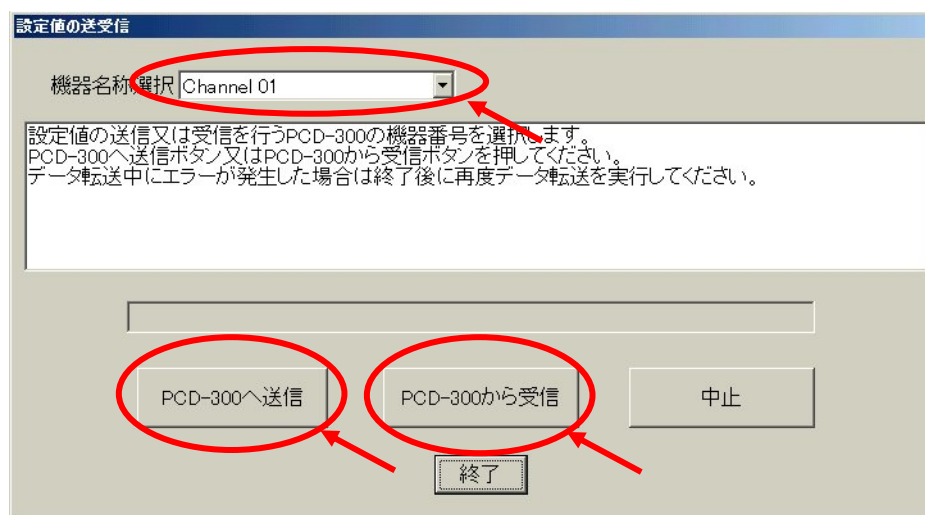 設定値の送受信
機器名称選択 Channel 01
設定値の送信又は受信を行うPCD-300の機器番号を選択します。
PCD-300へ送信ボタン又はPCD-300から受信ボタンを押してください。
データ転送中にエラーが発生した場合は終了後に再度データ転送を実行してください。
PCD-300へ送信 PCD-300から受信 中止
終了